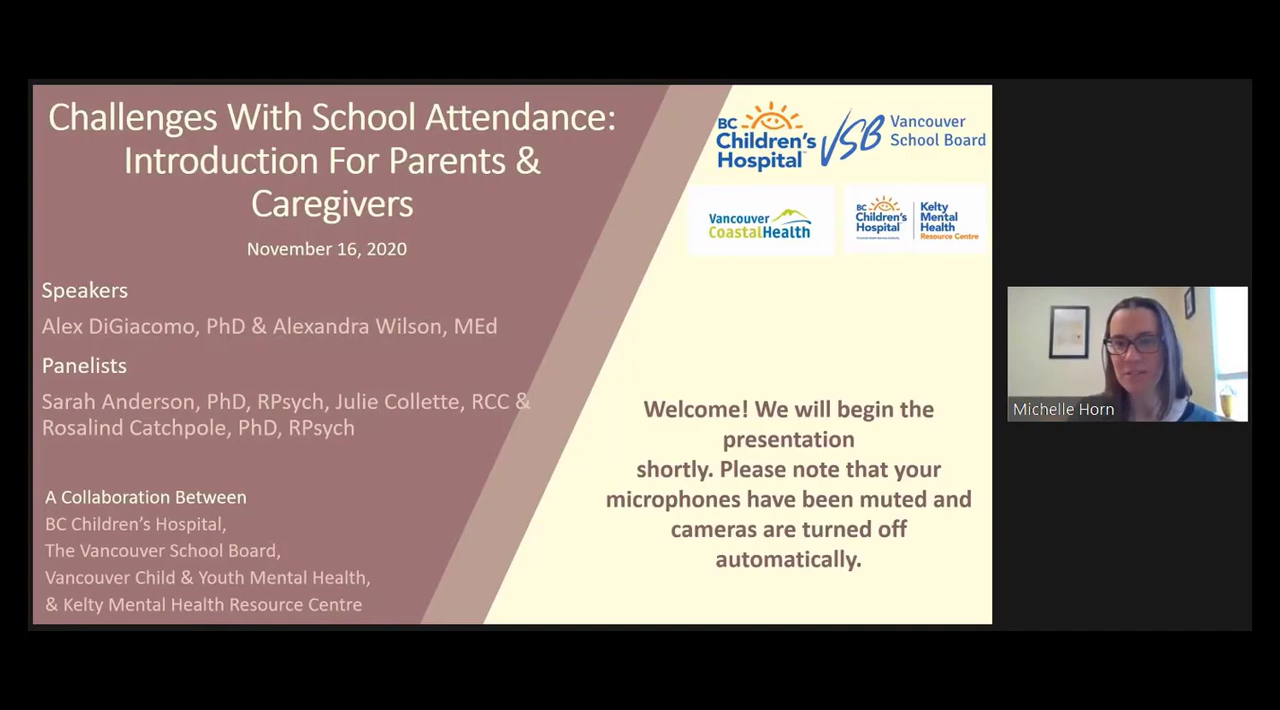 Challenges With School Attendance:
Introduction For Parents &
Caregivers
November 16, 2020
Speakers
Alex DiGiacomo, PhD & Alexandra Wilson, MEd
Panelists
Sarah Anderson, PhD, RPsych, Julie Collette, RCC &
Rosalind Catchpole, PhD, RPsych
A Collaboration Between
BC Children's Hospital,
The Vancouver School Board,
Vancouver Child & Youth Mental Health,
& Kelty Mental Health Resource Centre
BC
Children's
Hospital
VSB
Vancouver
School Board
Vancouver
CoastalHealth
BC
Children's
Hospital
Kelty
Mental
Health
Resource Centre
Welcome! We will begin the
presentation
shortly. Please note that your
microphones have been muted and
cameras are turned off
automatically.
Michelle Horn